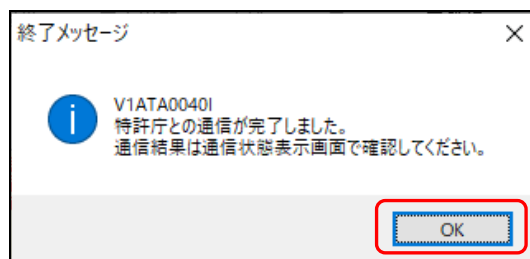 終了メッセージ
V1ATA0040I
特許庁との通信が完了しました。
通信結果は通信状態表示画面で確認してください。
OK